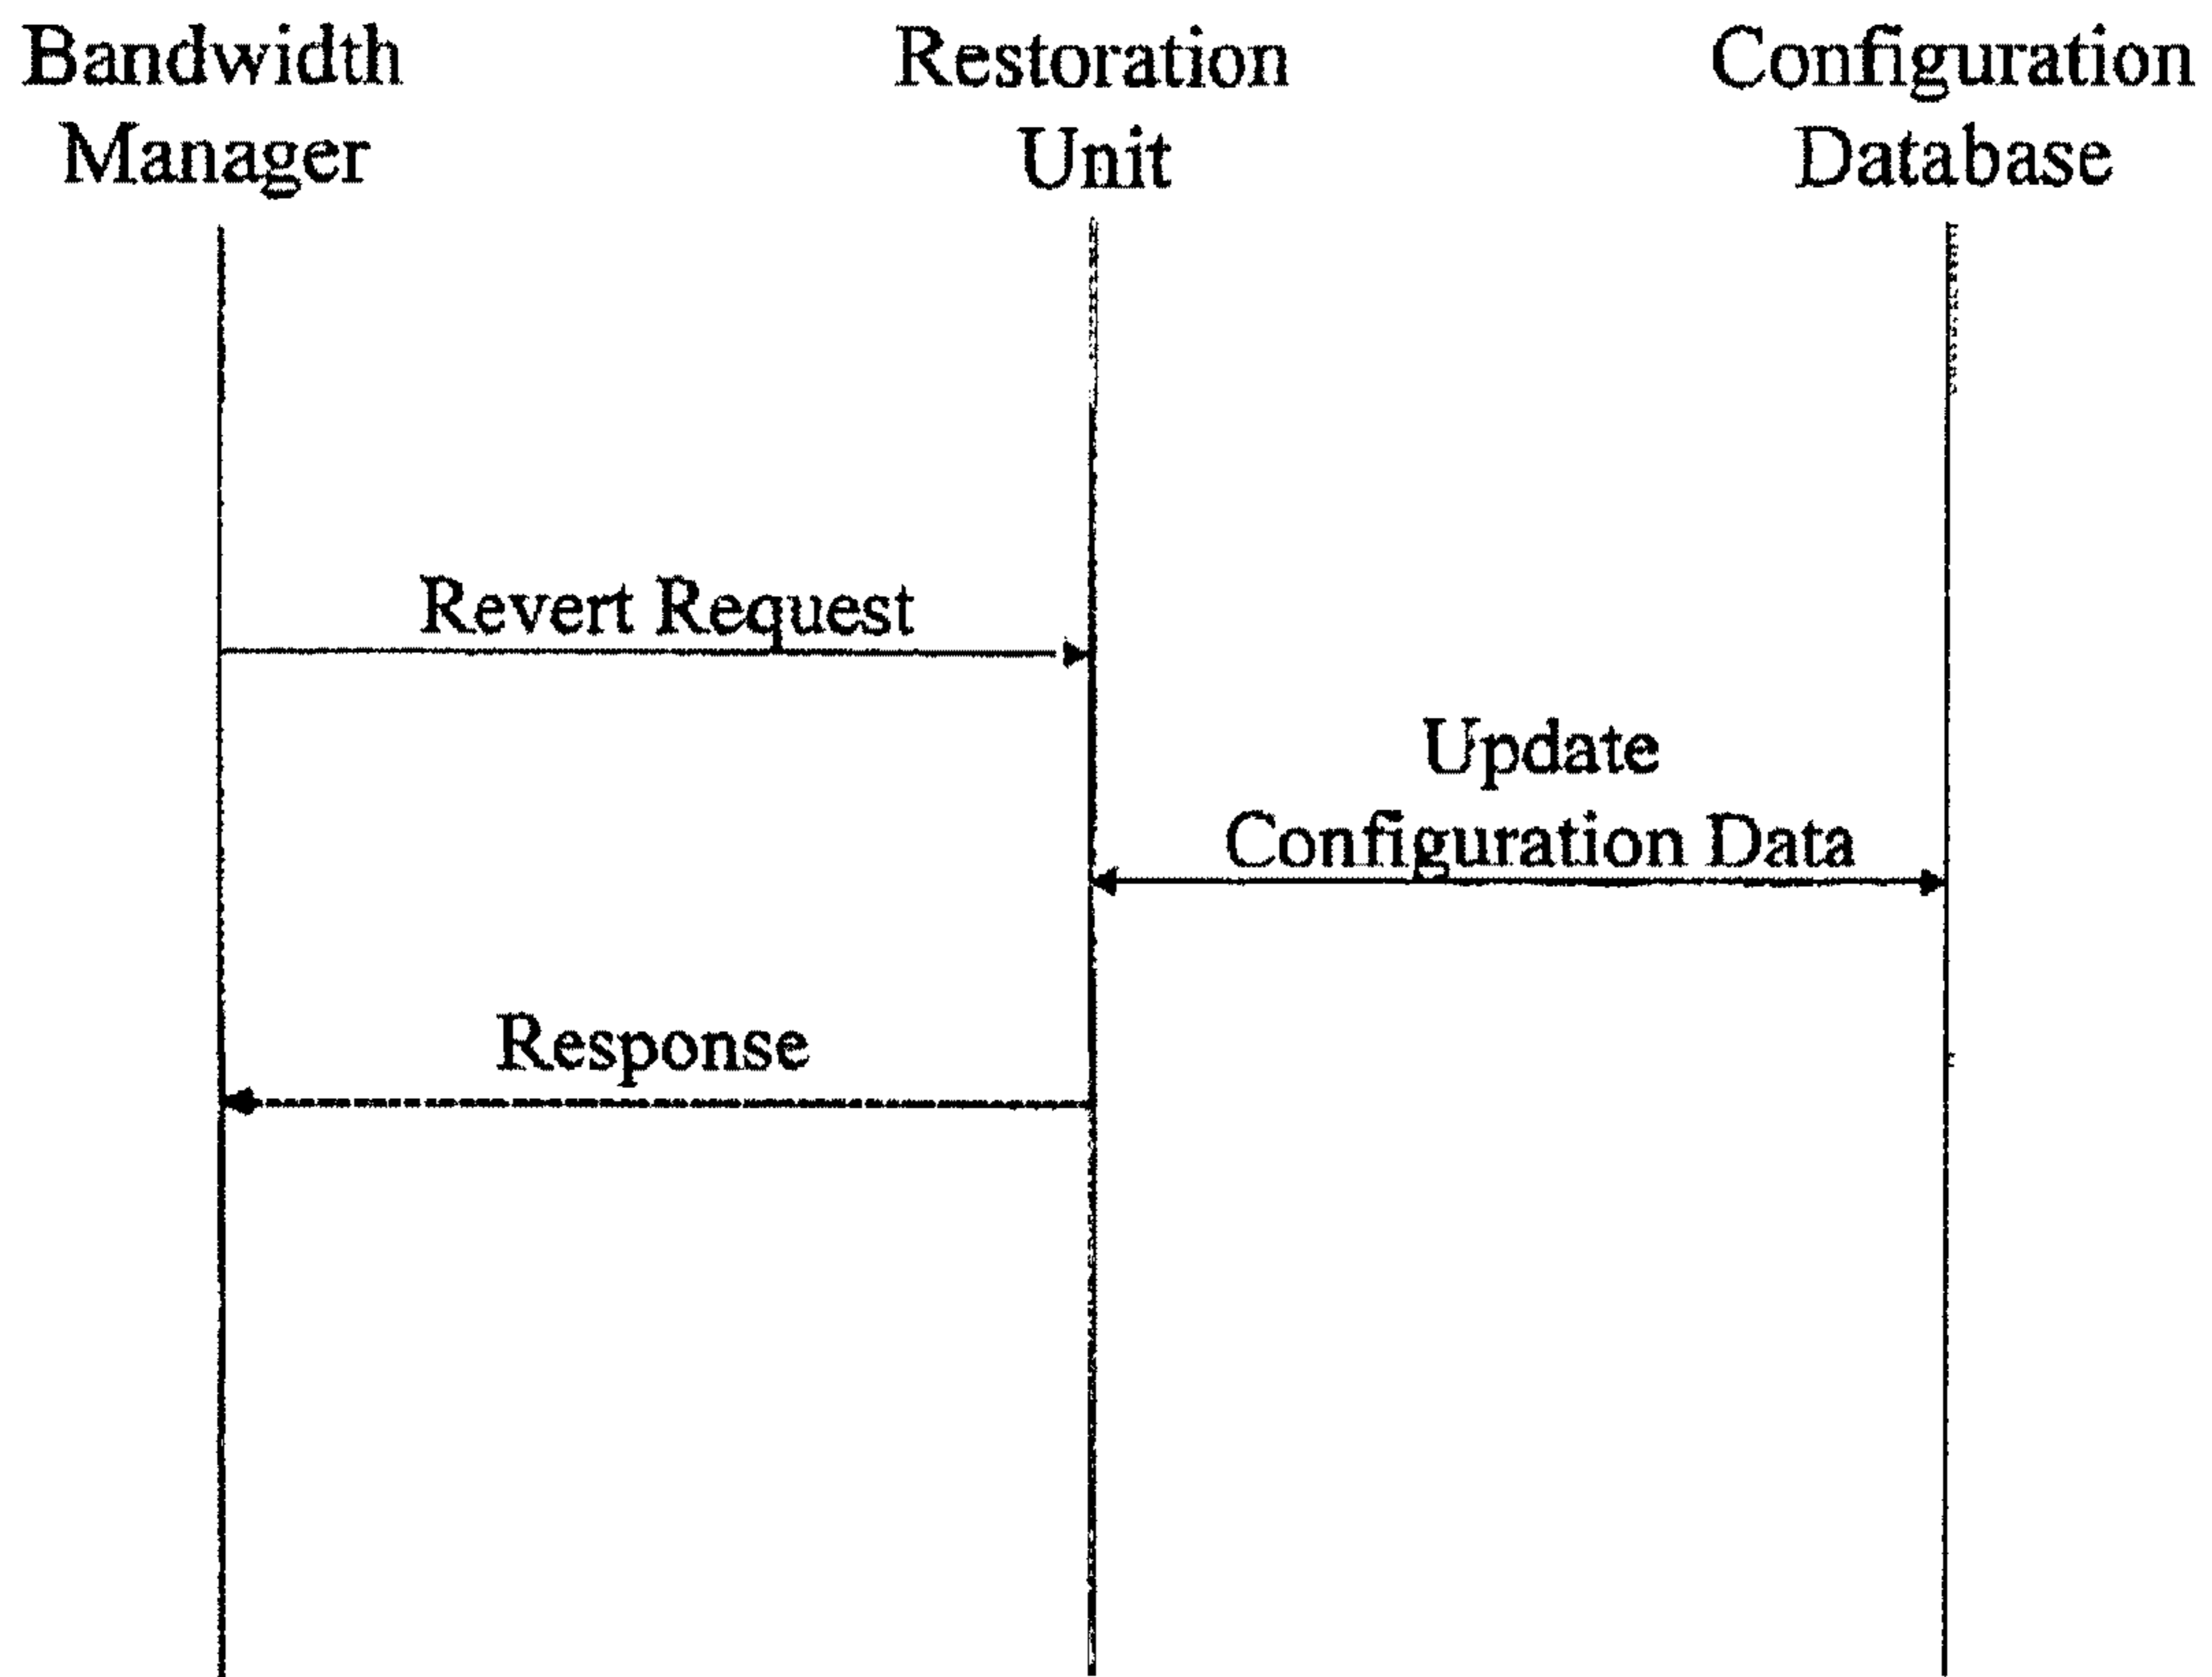 Bandwidth
Manager
Restoration
Unit
Configuration
Database
Revert Request
Update
Configuration Data
Response